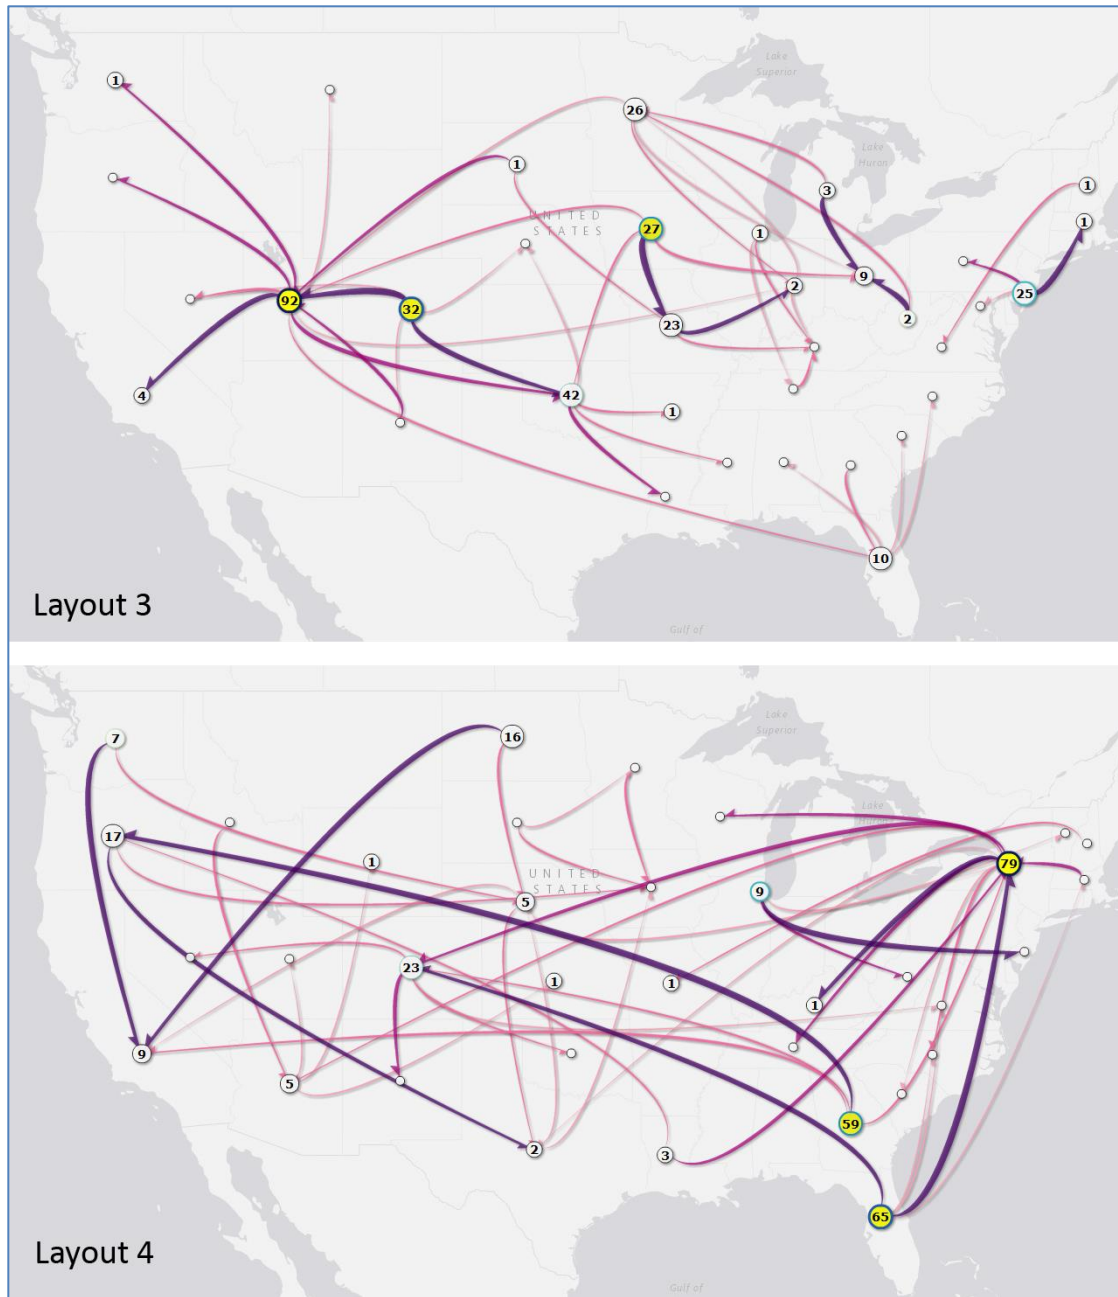 Lake
Superior
1
26
Lake
Huron
1
3
1
UNITED
STATES
27
1
1
9
2
25
92
32
2
23
4
42
1
10
Layout 3
Gulf of
7
16
Lake
Superior
17
1
UNITED
STATES
79
9
5
23
1
1
1
9
5
59
2
3
65
Layout 4
Gulf of